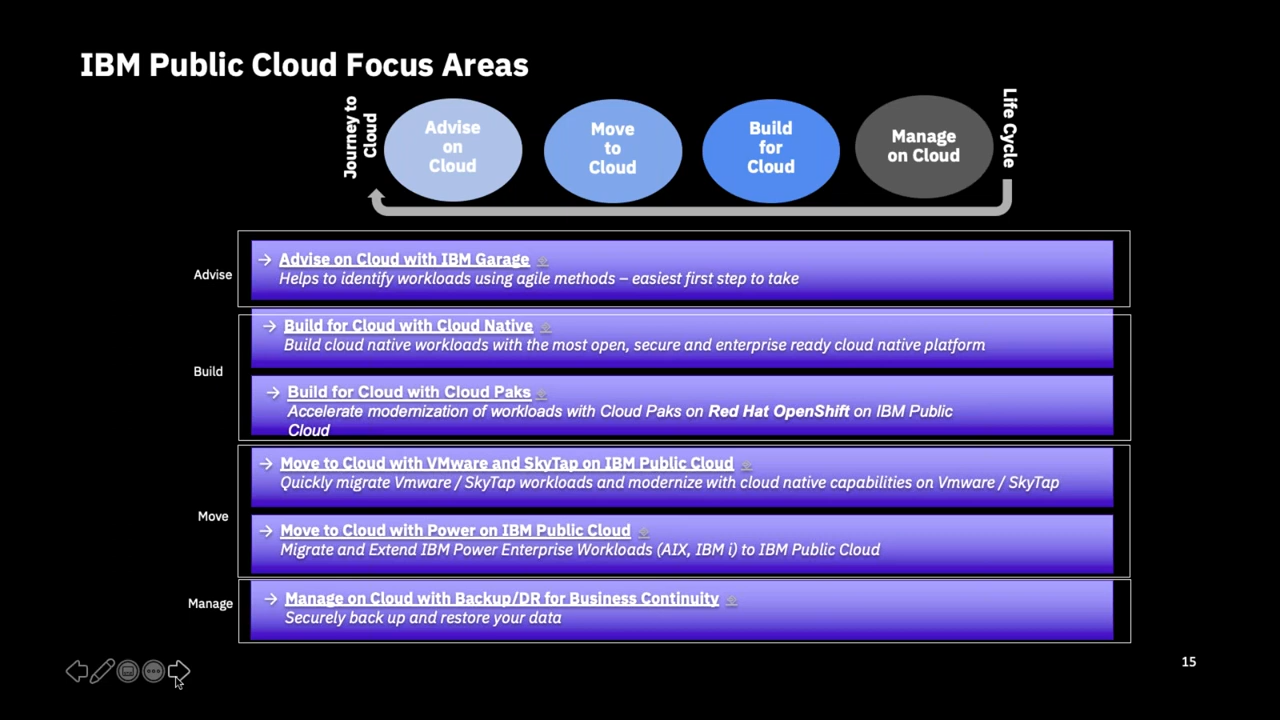 IBM Public Cloud Focus Areas
Journey to
Cloud
Advise
on
Cloud
Move
to
Cloud
Build
for
Cloud
Manage
on Cloud
Life Cycle
Advise
→ Advise on Cloud with IBM Garage
Helps to identify workloads using agile methods – easiest first step to take
Build
→ Build for Cloud with Cloud Native
Build cloud native workloads with the most open, secure and enterprise ready cloud native platform
→ Build for Cloud with Cloud Paks
Accelerate modernization of workloads with Cloud Paks on Red Hat OpenShift on IBM Public
Cloud
Move
→ Move to Cloud with VMware and SkyTap on IBM Public Cloud
Quickly migrate Vmware / SkyTap workloads and modernize with cloud native capabilities on Vmware / SkyTap
→ Move to Cloud with Power on IBM Public Cloud
Migrate and Extend IBM Power Enterprise Workloads (AIX, IBM i) to IBM Public Cloud
Manage
→ Manage on Cloud with Backup/DR for Business Continuity
Securely back up and restore your data
15